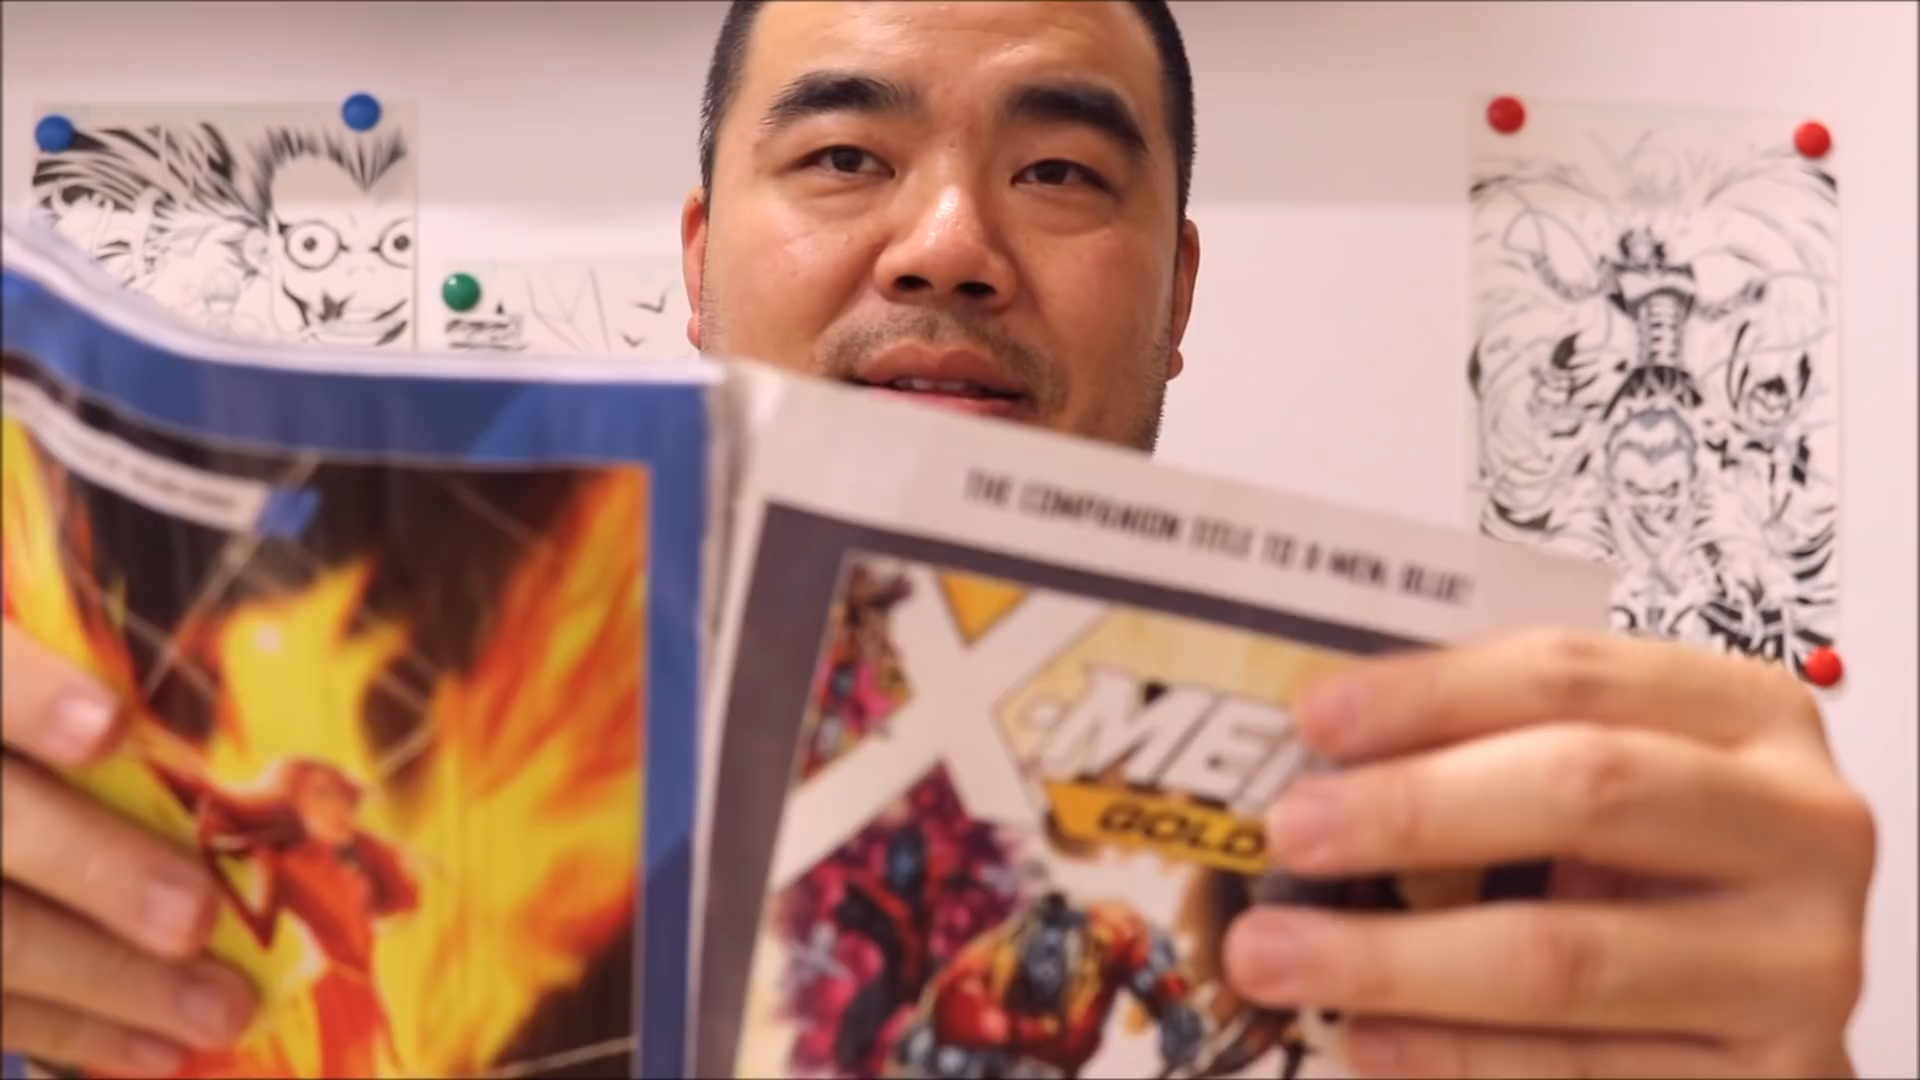 THE COMPANION TITLE TO X-MEN: BLUE!
X-MEN
GOLD